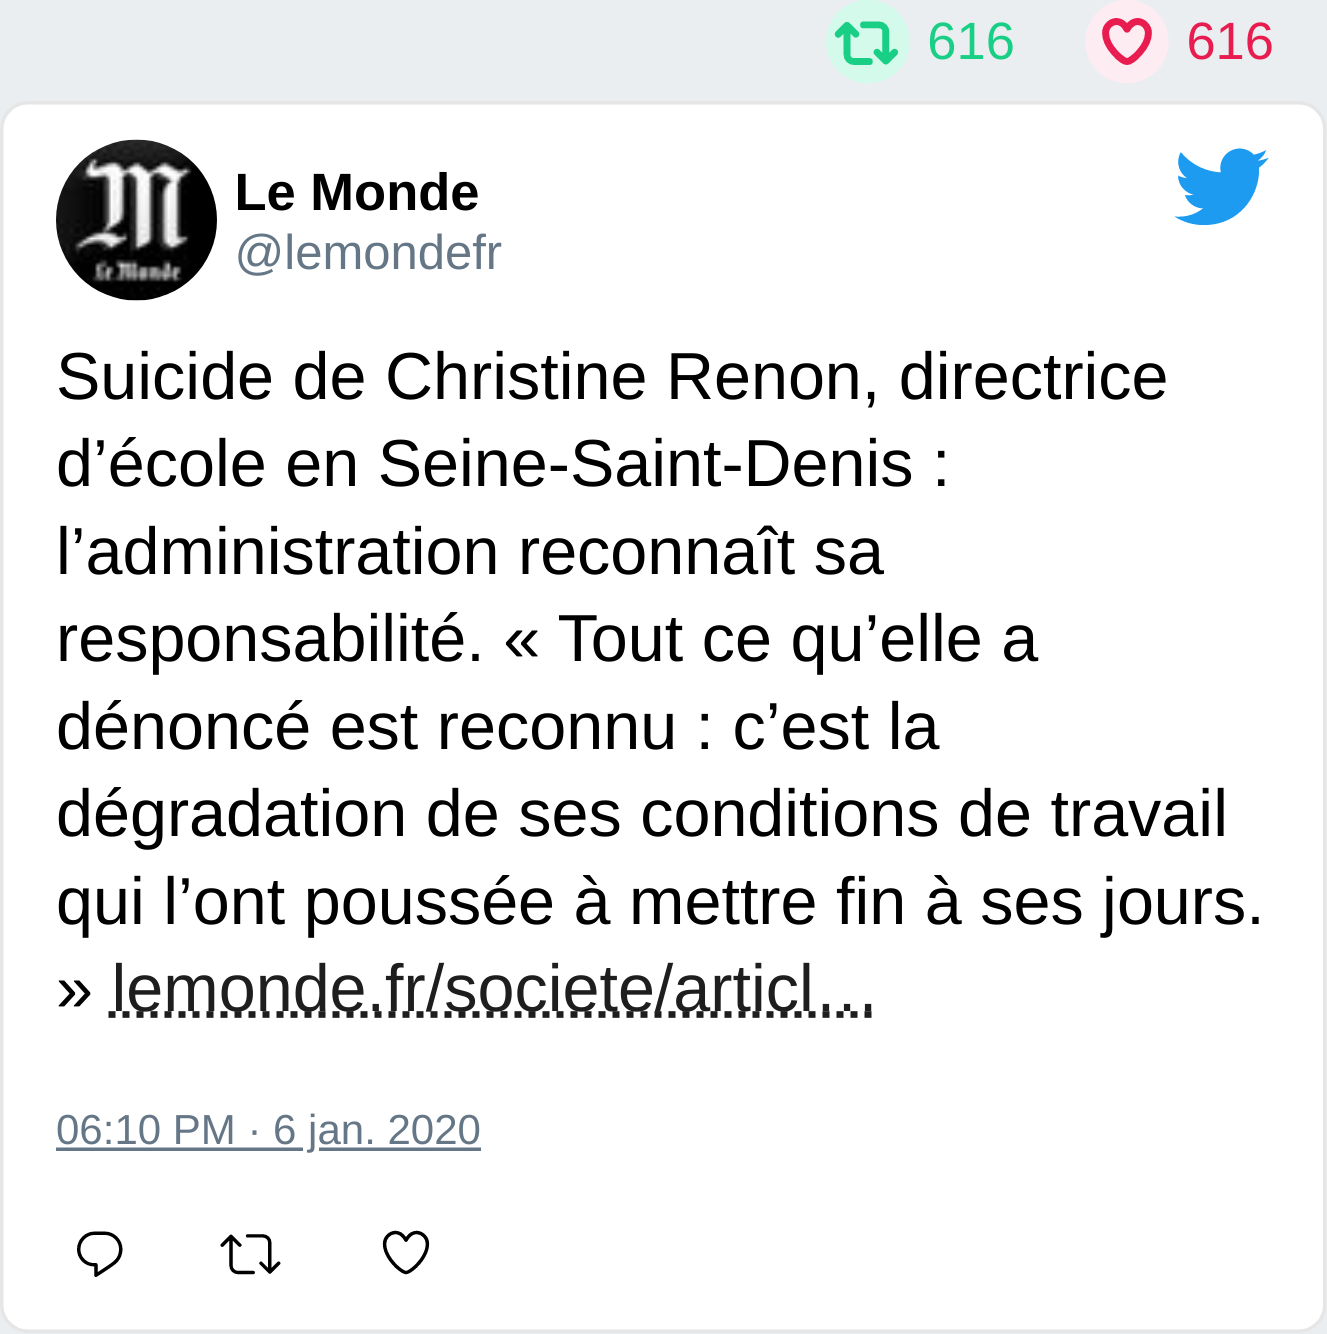 616 616
Le Monde
Le Monde
@lemondefr
Suicide de Christine Renon, directrice
d’école en Seine-Saint-Denis :
l’administration reconnaît sa
responsabilité. « Tout ce qu’elle a
dénoncé est reconnu : c’est la
dégradation de ses conditions de travail
qui l’ont poussée à mettre fin à ses jours.
» lemonde.fr/societe/articl…
06:10 PM · 6 jan. 2020